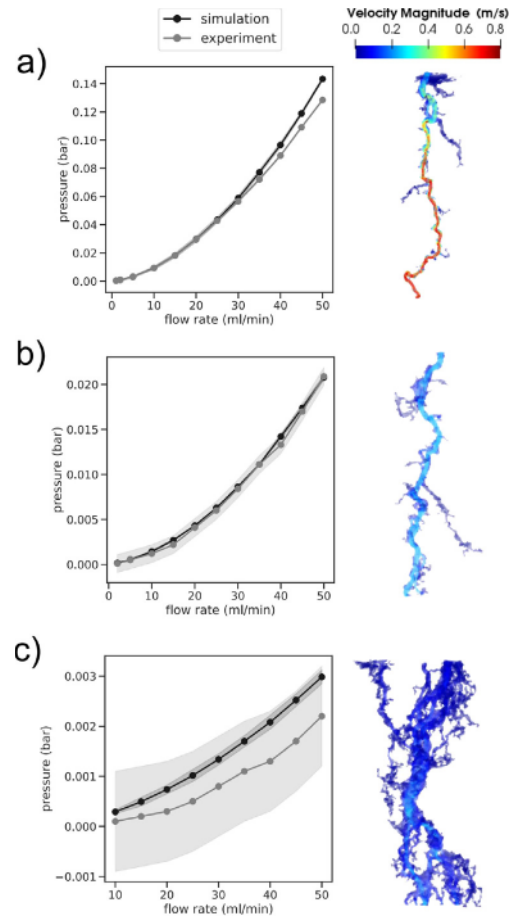 simulation
experiment
Velocity Magnitude (m/s)
0.0 0.4 0.8
a)
0.14
0.12
0.10
0.08
0.06
0.04
0.02
0.00
pressure (bar)
0 10 20 30 40 50
flow rate (ml/min)
b)
0.020
0.015
0.010
0.005
0.000
pressure (bar)
0 10 20 30 40 50
flow rate (ml/min)
c)
0.003
0.002
0.001
0.000
−0.001
pressure (bar)
10 15 20 25 30 35 40 45 50
flow rate (ml/min)